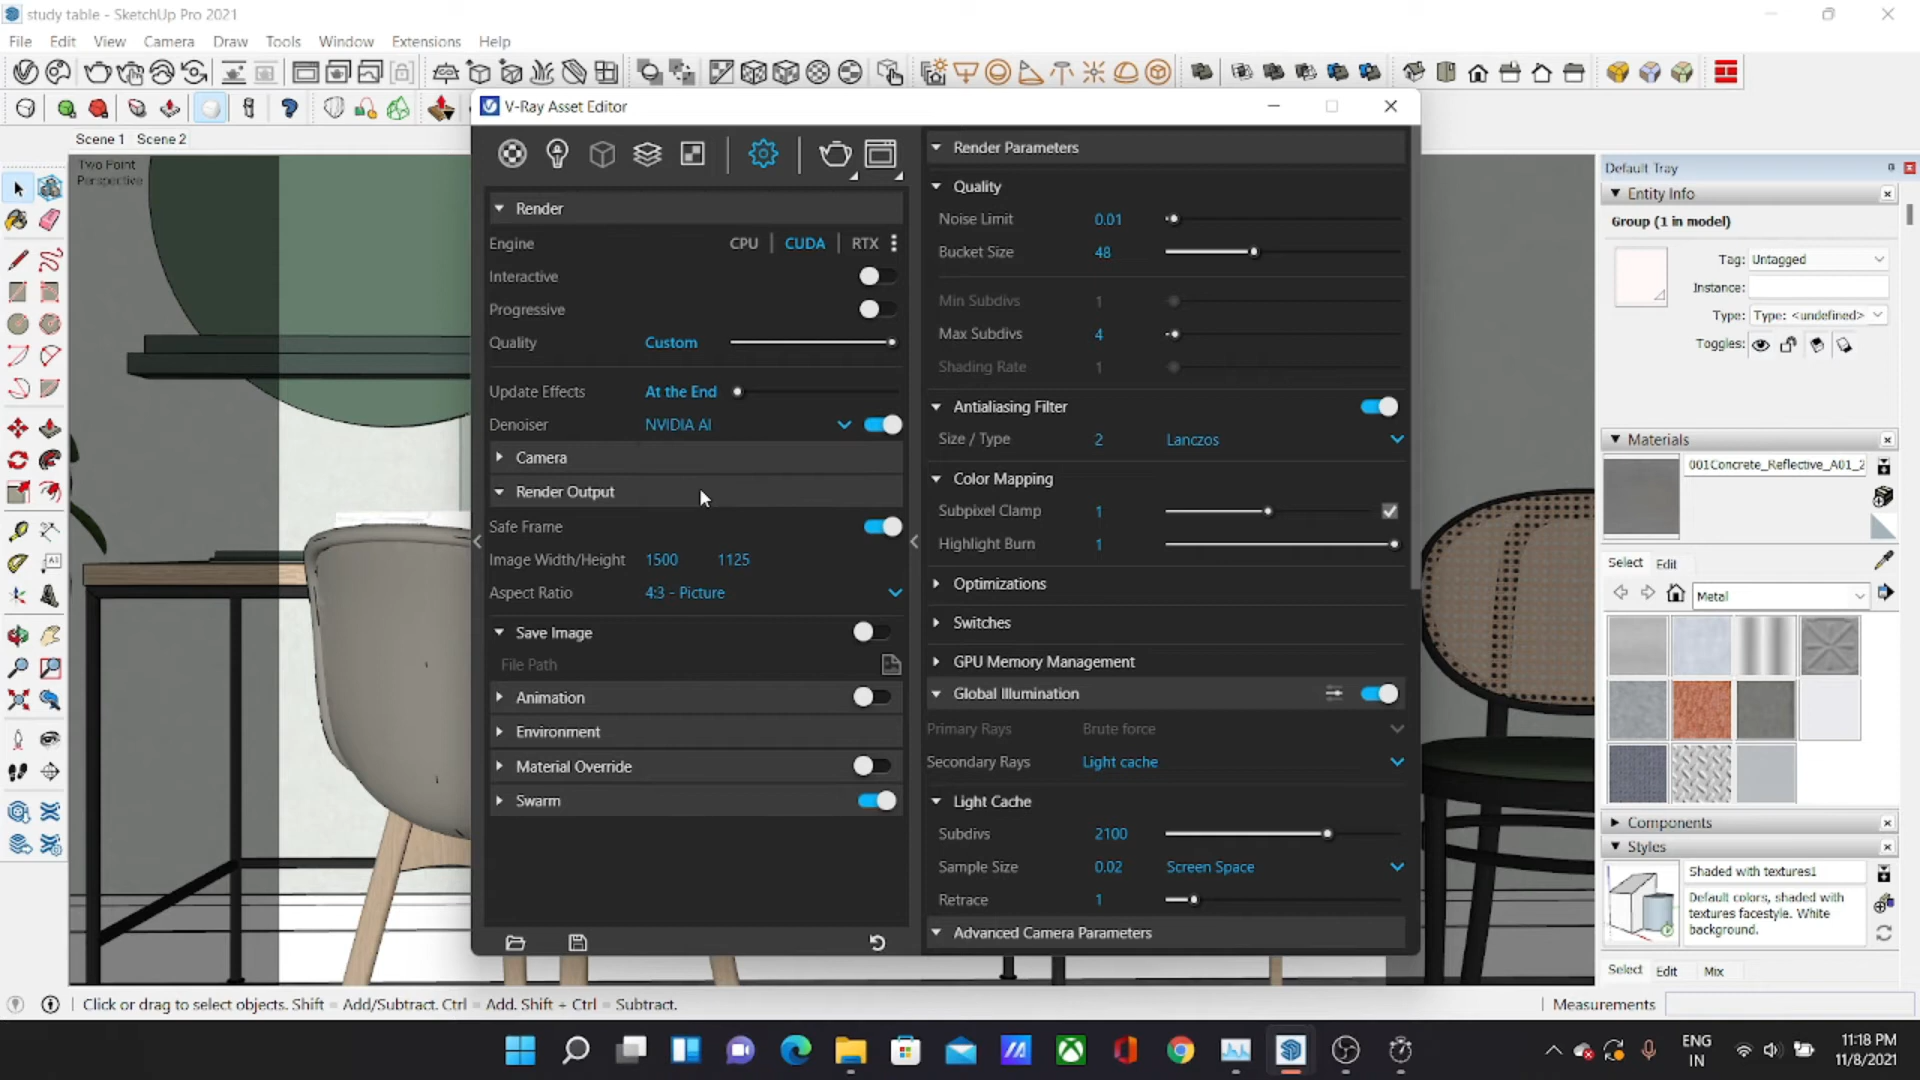 study table - SketchUp Pro 2021
File Edit View Camera Draw Tools Window Extensions Help
V-Ray Asset Editor
Scene 1 Scene 2
Two Point
Perspective
Render
Engine CPU CUDA RTX
Interactive
Progressive
Quality Custom
Update Effects At the End
Denoiser NVIDIA AI
Camera
Render Output
Safe Frame
Image Width/Height 1500 1125
Aspect Ratio 4:3 - Picture
Save Image
File Path
Animation
Environment
Material Override
Swarm
Render Parameters
Quality
Noise Limit 0.01
Bucket Size 48
Min Subdivs 1
Max Subdivs 4
Shading Rate 1
Antialiasing Filter
Size / Type 2 Lanczos
Color Mapping
Subpixel Clamp 1
Highlight Burn 1
Optimizations
Switches
GPU Memory Management
Global Illumination
Primary Rays Brute force
Secondary Rays Light cache
Light Cache
Subdivs 2100
Sample Size 0.02 Screen Space
Retrace 1
Advanced Camera Parameters
Default Tray
Entity Info
Group (1 in model)
Tag: Untagged
Instance:
Type: Type: <undefined>
Toggles:
Materials
001Concrete_Reflective_A01_2
Select Edit
Metal
Components
Styles
Shaded with textures1
Default colors, shaded with
textures facestyle. White
background.
Select Edit Mix
Click or drag to select objects. Shift = Add/Subtract. Ctrl = Add. Shift + Ctrl = Subtract.
Measurements
ENG
IN
11:18 PM
11/8/2021